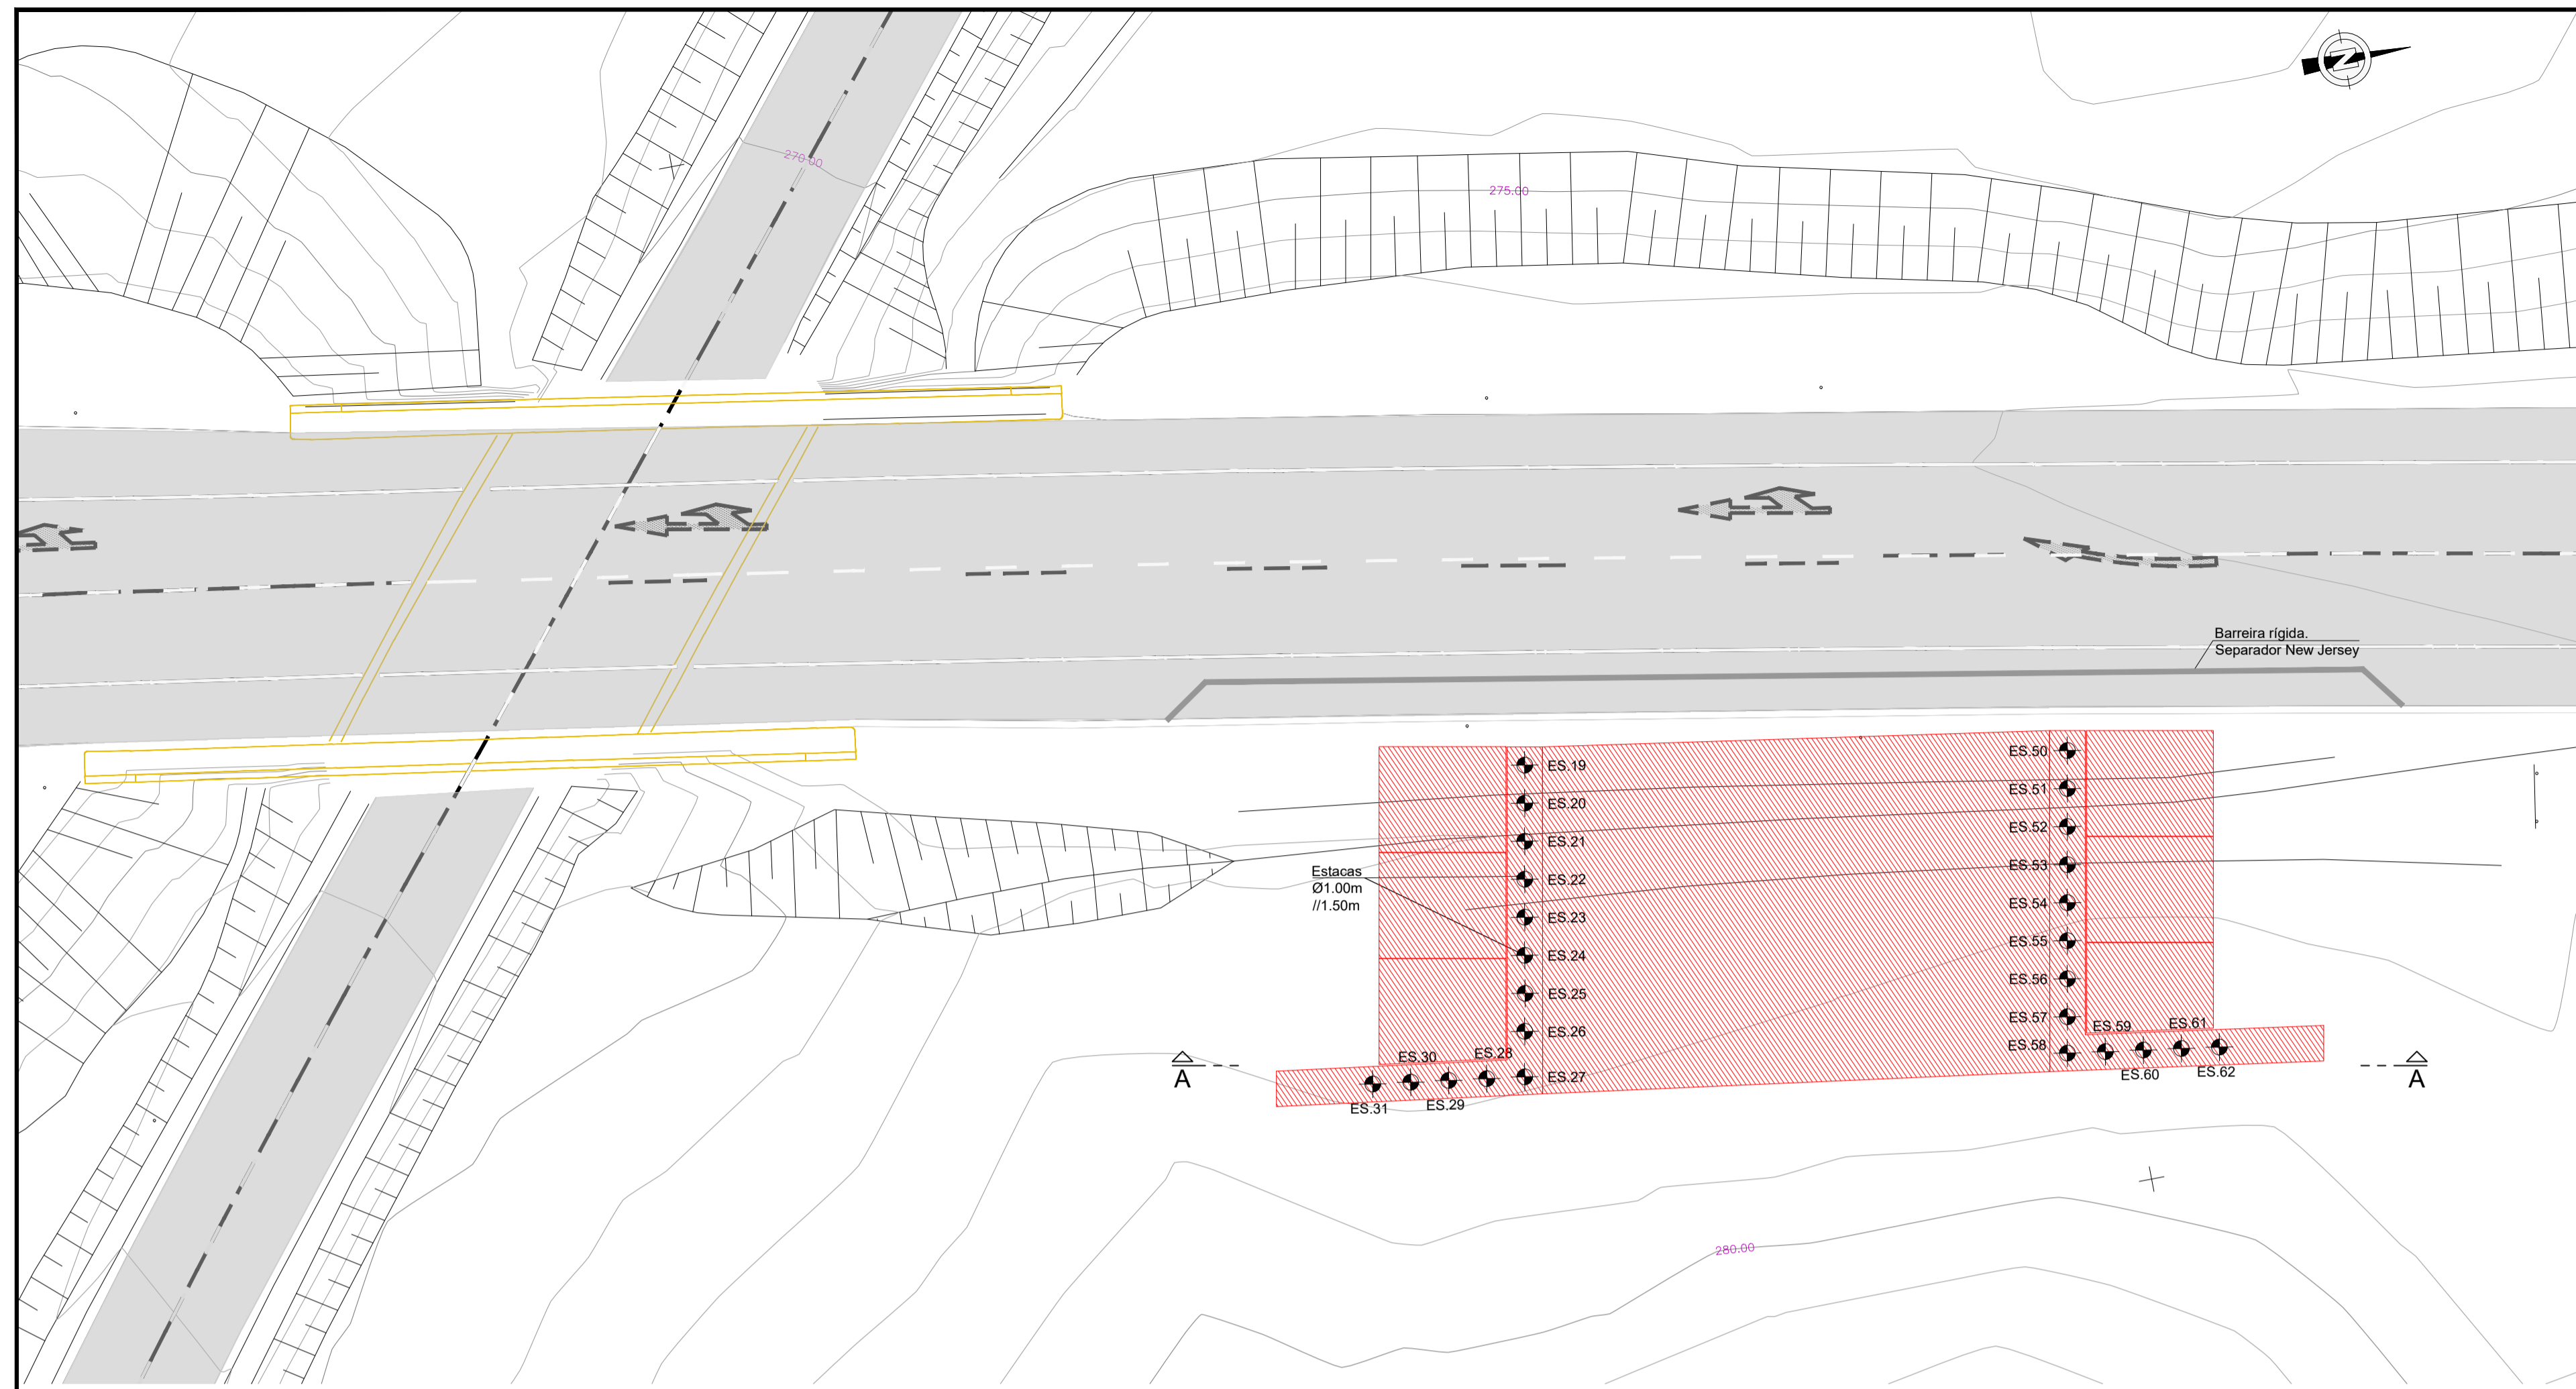 N
270.00
275.00
Barreira rígida.
Separador New Jersey
ES.19
ES.20
ES.21
ES.22
ES.23
ES.24
ES.25
ES.26
ES.27
ES.28
ES.29
ES.30
ES.31
Estacas
Ø1.00m
//1.50m
ES.50
ES.51
ES.52
ES.53
ES.54
ES.55
ES.56
ES.57
ES.58
ES.59
ES.60
ES.61
ES.62
A
A
280.00